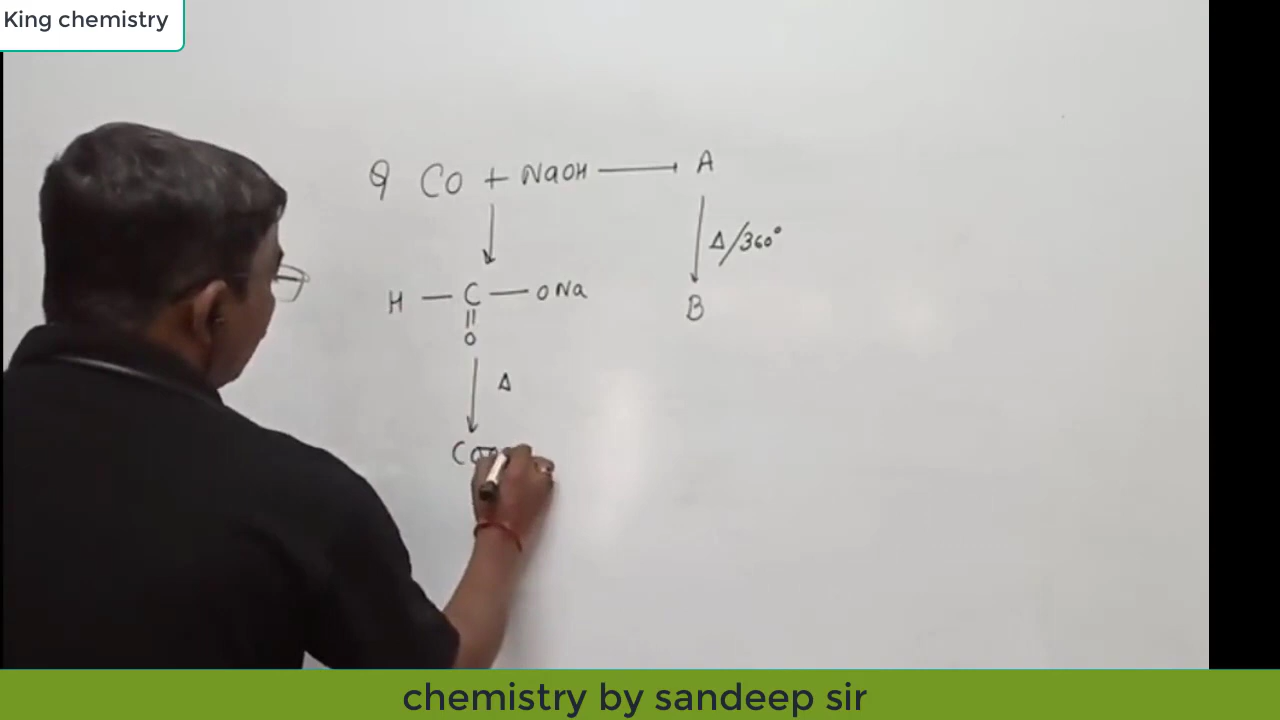 King chemistry
Q CO + NaOH → A
Δ/360°
H — C — ONa
B
O
Δ
chemistry by sandeep sir